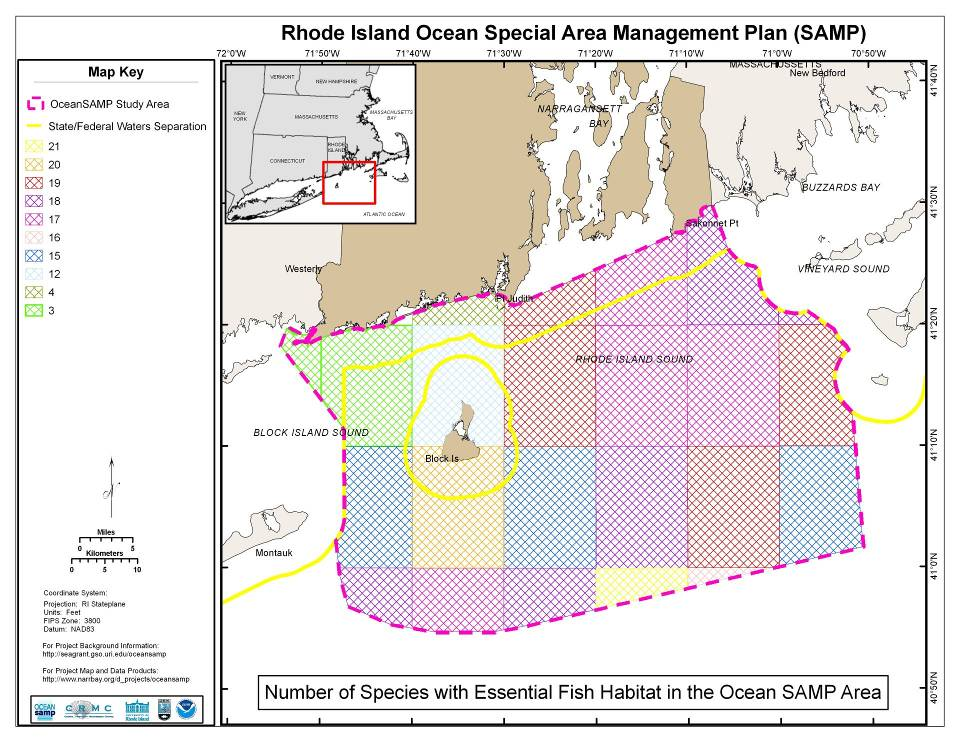 Rhode Island Ocean Special Area Management Plan (SAMP)
72°0'W 71°50'W 71°40'W 71°30'W 71°20'W 71°10'W 71°0'W 70°50'W
Map Key
OceanSAMP Study Area
State/Federal Waters Separation
21
20
19
18
17
16
15
12
4
3
Miles
0 5
Kilometers
0 5 10
Coordinate System:
Projection: RI Stateplane
Units: Feet
FIPS Zone: 3800
Datum: NAD83
For Project Background Information:
http://seagrant.gso.uri.edu/oceansamp
For Project Map and Data Products:
http://www.narrbay.org/d_projects/oceansamp
OCEAN
samp
C R M C
VERMONT
NEW HAMPSHIRE
NEW
YORK
MASSACHUSETTS
MASSACHUSETTS
BAY
RHODE
ISLAND
CONNECTICUT
ATLANTIC OCEAN
MASSACHUSETTS
New Bedford
NARRAGANSETT
BAY
BUZZARDS BAY
Sakonnet Pt
Westerly
VINEYARD SOUND
Pt Judith
RHODE ISLAND SOUND
BLOCK ISLAND SOUND
Block Is
Montauk
41°40'N
41°30'N
41°20'N
41°10'N
41°0'N
40°50'N
Number of Species with Essential Fish Habitat in the Ocean SAMP Area